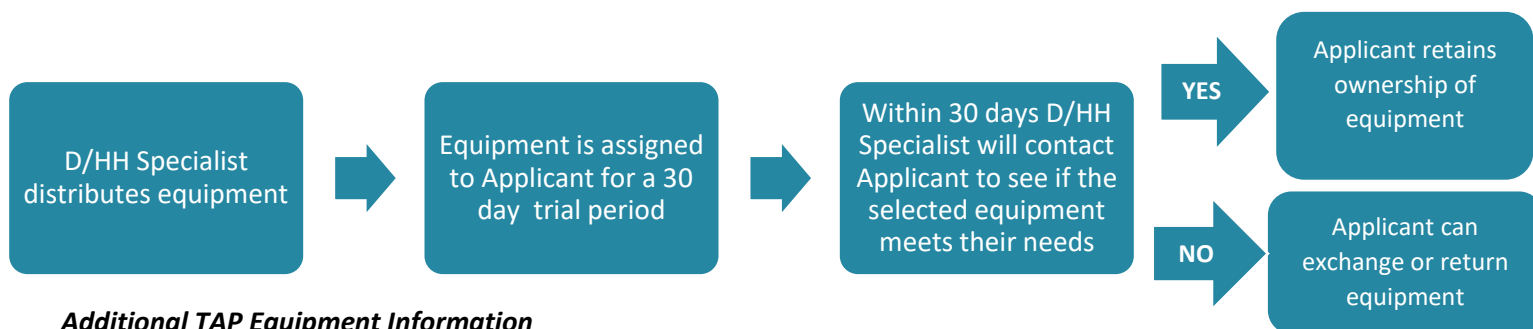 D/HH Specialist
distributes equipment
Equipment is assigned
to Applicant for a 30
day trial period
Within 30 days D/HH
Specialist will contact
Applicant to see if the
selected equipment
meets their needs
YES
Applicant retains
ownership of
equipment
NO
Applicant can
exchange or return
equipment
Additional TAP Equipment Information